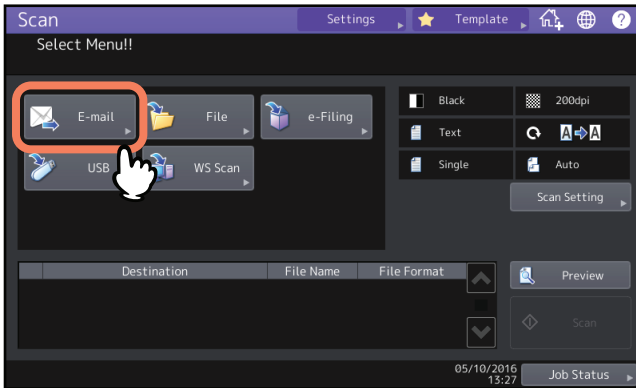 Scan
Settings
Template
?
Select Menu!!
E-mail
File
e-Filing
USB
WS Scan
Black
200dpi
Text
A A
Single
Auto
Scan Setting
Destination
File Name
File Format
Preview
Scan
05/10/2016
13:27
Job Status